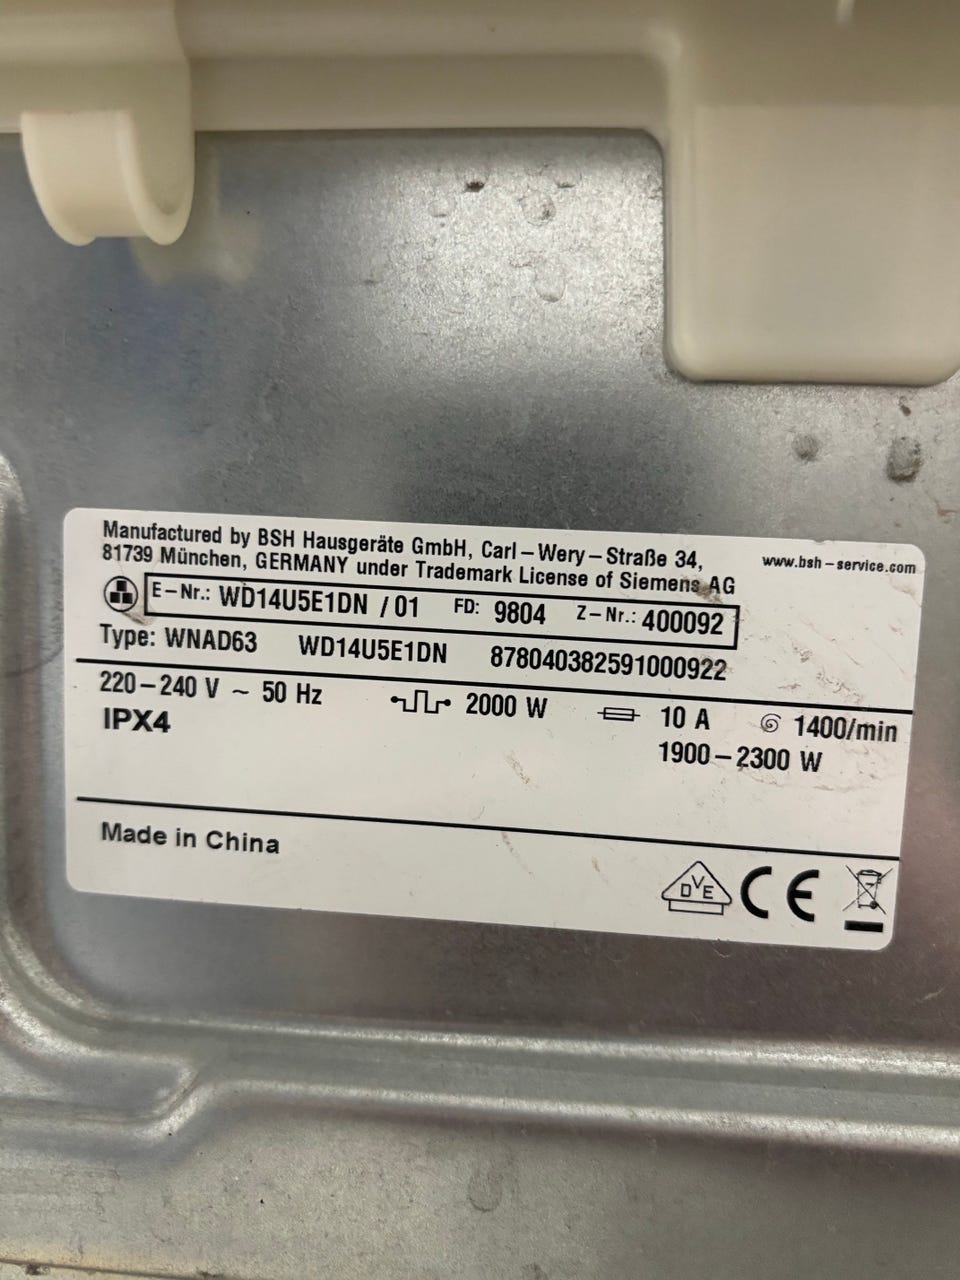 Manufactured by BSH Hausgeräte GmbH, Carl–Wery–Straße 34,
81739 München, GERMANY under Trademark License of Siemens AG
www.bsh–service.com
E–Nr.: WD14U5E1DN /01 FD: 9804 Z–Nr.: 400092
Type: WNAD63 WD14U5E1DN 878040382591000922
220–240 V ~ 50 Hz 2000 W 10 A 1400/min
IPX4 1900–2300 W
Made in China
DVE CE